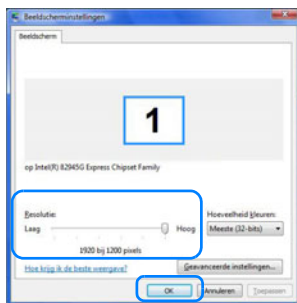 Beeldscherminstellingen
Beeldscherm
1
op Intel(R) 82945G Express Chipset Family
Resolutie:
Laag Hoog
1920 bij 1200 pixels
Hoeveelheid kleuren:
Meeste (32-bits)
Hoe krijg ik de beste weergave?
Geavanceerde instellingen...
OK Annuleren Toepassen